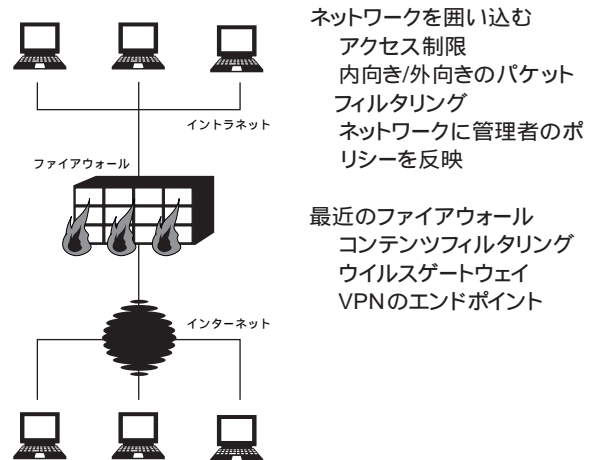 ネットワークを囲い込む
アクセス制限
内向き/外向きのパケット
フィルタリング
ネットワークに管理者のポ
リシーを反映
最近のファイアウォール
コンテンツフィルタリング
ウイルスゲートウェイ
VPNのエンドポイント
イントラネット
ファイアウォール
インターネット